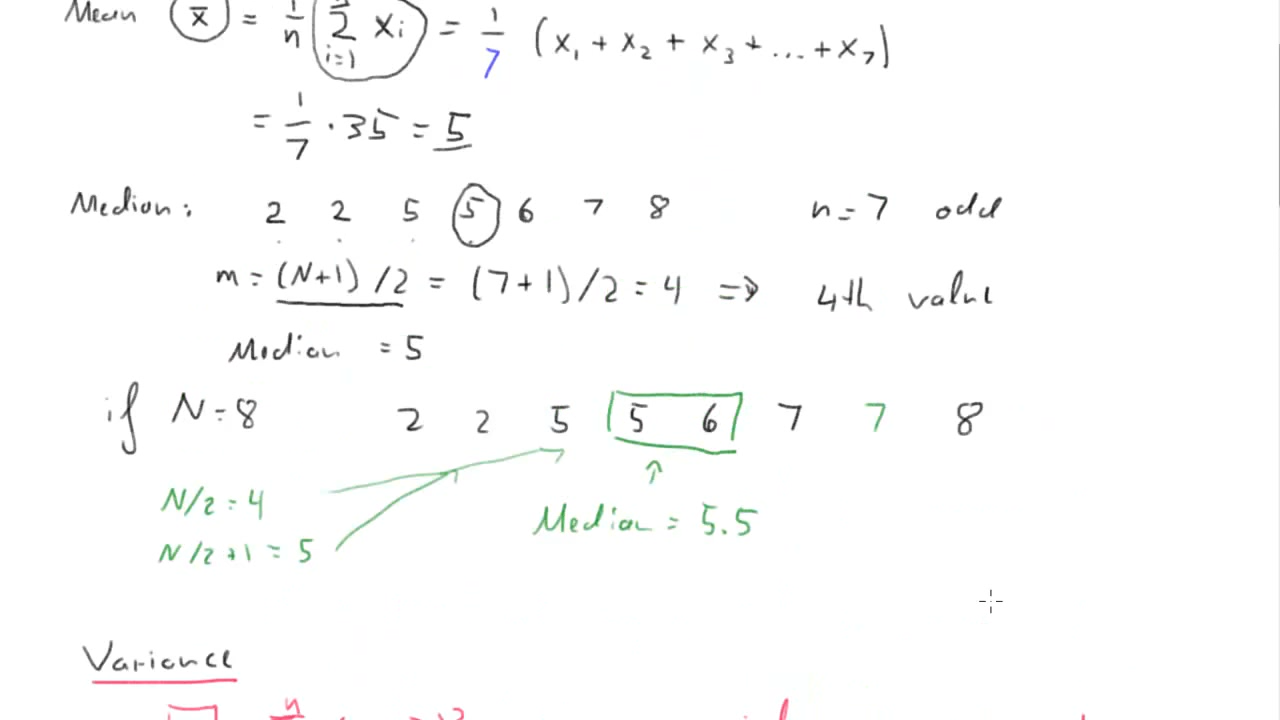 Mean x̄ = 1/n Σ i=1 xᵢ = 1/7 (x₁ + x₂ + x₃ + ... + x₇)
= 1/7 · 35 = 5
Median: 2 2 5 5 6 7 8 n = 7 odd
m = (N+1)/2 = (7+1)/2 = 4 => 4th value
Median = 5
if N = 8 2 2 5 5 6 7 7 8
N/2 = 4
N/2+1 = 5
Median = 5.5
Variance